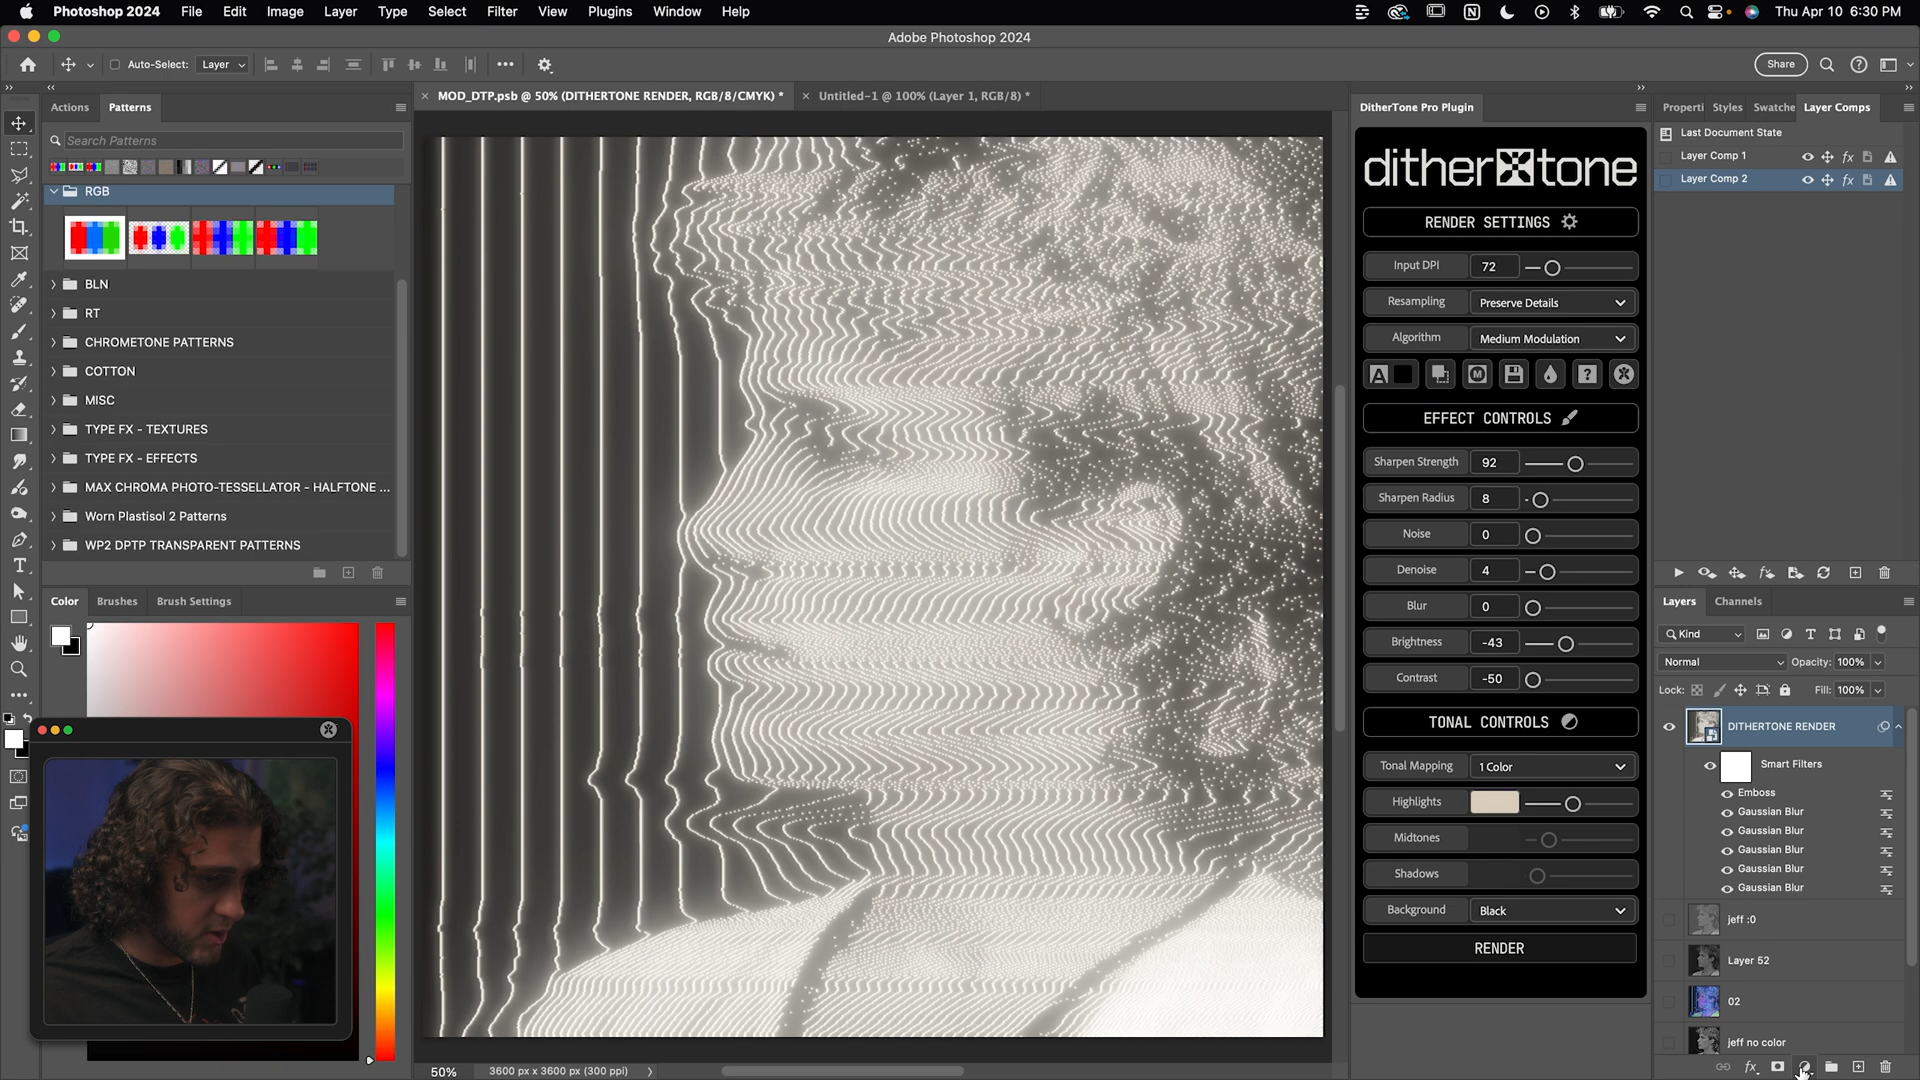 Photoshop 2024 File Edit Image Layer Type Select Filter View Plugins Window Help
Thu Apr 10 6:30 PM
Adobe Photoshop 2024
Auto-Select: Layer
Share
Actions Patterns
Search Patterns
RGB
BLN
RT
CHROMETONE PATTERNS
COTTON
MISC
TYPE FX - TEXTURES
TYPE FX - EFFECTS
MAX CHROMA PHOTO-TESSELLATOR - HALFTONE ...
Worn Plastisol 2 Patterns
WP2 DPTP TRANSPARENT PATTERNS
Color Brushes Brush Settings
MOD_DTP.psb @ 50% (DITHERTONE RENDER, RGB/8/CMYK) *
Untitled-1 @ 100% (Layer 1, RGB/8) *
50% 3600 px x 3600 px (300 ppi)
DitherTone Pro Plugin
dither tone
RENDER SETTINGS
Input DPI 72
Resampling Preserve Details
Algorithm Medium Modulation
A M ?
EFFECT CONTROLS
Sharpen Strength 92
Sharpen Radius 8
Noise 0
Denoise 4
Blur 0
Brightness -43
Contrast -50
TONAL CONTROLS
Tonal Mapping 1 Color
Highlights
Midtones
Shadows
Background Black
RENDER
Properti Styles Swatche Layer Comps
Last Document State
Layer Comp 1 fx
Layer Comp 2 fx
Layers Channels
Kind
Normal Opacity: 100%
Lock: Fill: 100%
DITHERTONE RENDER
Smart Filters
Emboss
Gaussian Blur
Gaussian Blur
Gaussian Blur
Gaussian Blur
Gaussian Blur
jeff :0
Layer 52
02
jeff no color
fx